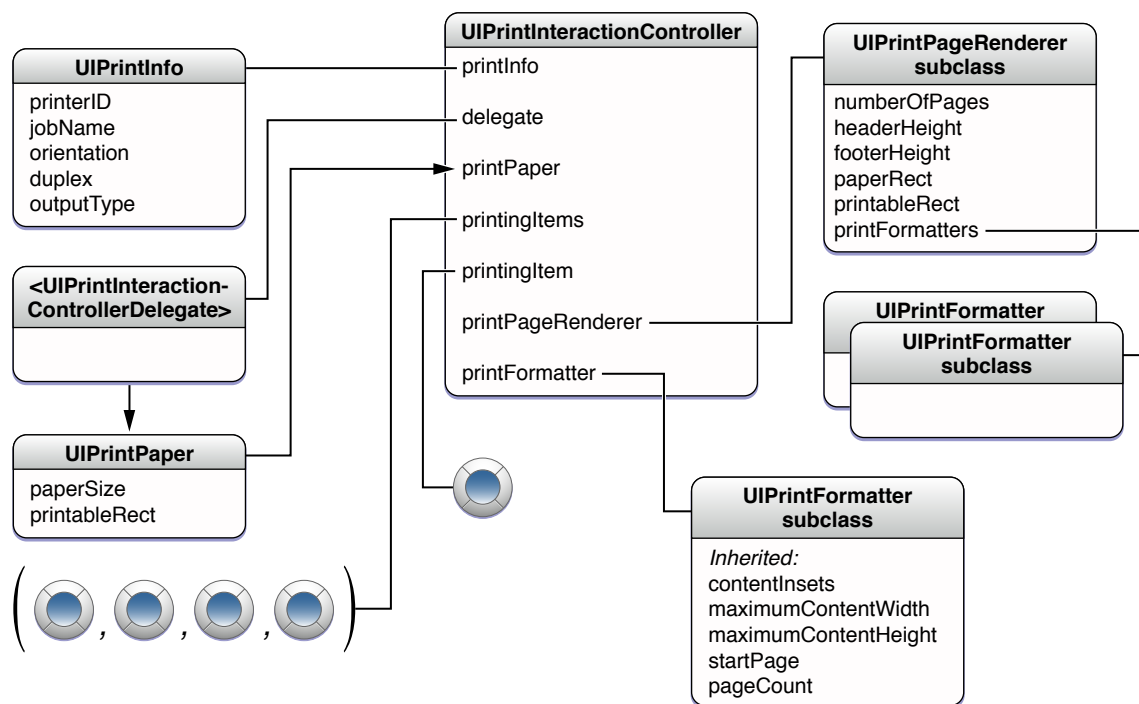 UIPrintInfo
printerID
jobName
orientation
duplex
outputType
<UIPrintInteraction-
ControllerDelegate>
UIPrintPaper
paperSize
printableRect
( , , , )
UIPrintInteractionController
printInfo
delegate
printPaper
printingItems
printingItem
printPageRenderer
printFormatter
UIPrintPageRenderer
subclass
numberOfPages
headerHeight
footerHeight
paperRect
printableRect
printFormatters
UIPrintFormatter
UIPrintFormatter
subclass
UIPrintFormatter
subclass
Inherited:
contentInsets
maximumContentWidth
maximumContentHeight
startPage
pageCount